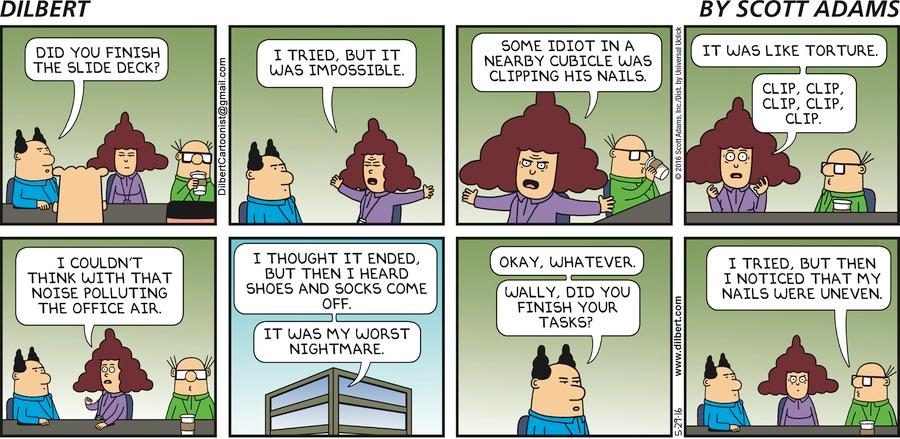 DILBERT
BY SCOTT ADAMS
DID YOU FINISH
THE SLIDE DECK?
DilbertCartoonist@gmail.com
I TRIED, BUT IT
WAS IMPOSSIBLE.
SOME IDIOT IN A
NEARBY CUBICLE WAS
CLIPPING HIS NAILS.
© 2016 Scott Adams, Inc./Dist. by Universal Uclick
IT WAS LIKE TORTURE.
CLIP, CLIP,
CLIP, CLIP,
CLIP.
I COULDN'T
THINK WITH THAT
NOISE POLLUTING
THE OFFICE AIR.
I THOUGHT IT ENDED,
BUT THEN I HEARD
SHOES AND SOCKS COME
OFF.
IT WAS MY WORST
NIGHTMARE.
OKAY, WHATEVER.
WALLY, DID YOU
FINISH YOUR
TASKS?
www.dilbert.com
5-29-16
I TRIED, BUT THEN
I NOTICED THAT MY
NAILS WERE UNEVEN.